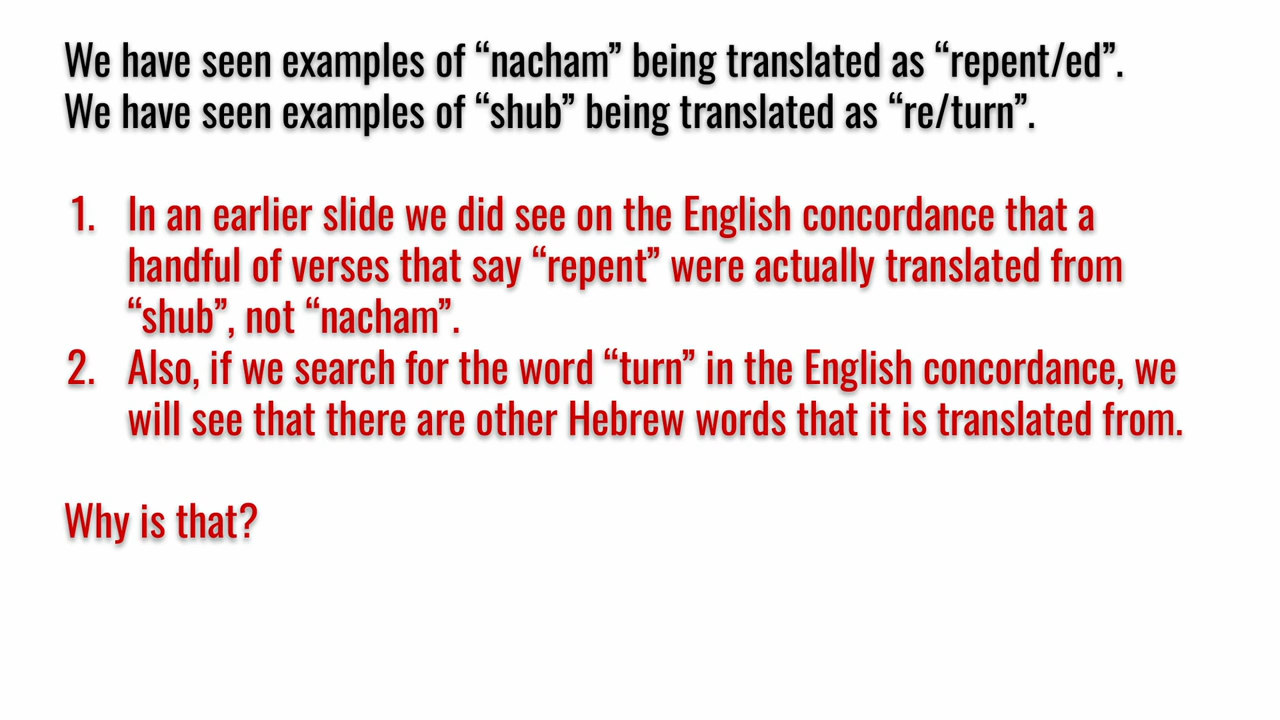 We have seen examples of “nacham” being translated as “repent/ed”.
We have seen examples of “shub” being translated as “re/turn”.
1. In an earlier slide we did see on the English concordance that a
handful of verses that say “repent” were actually translated from
“shub”, not “nacham”.
2. Also, if we search for the word “turn” in the English concordance, we
will see that there are other Hebrew words that it is translated from.
Why is that?